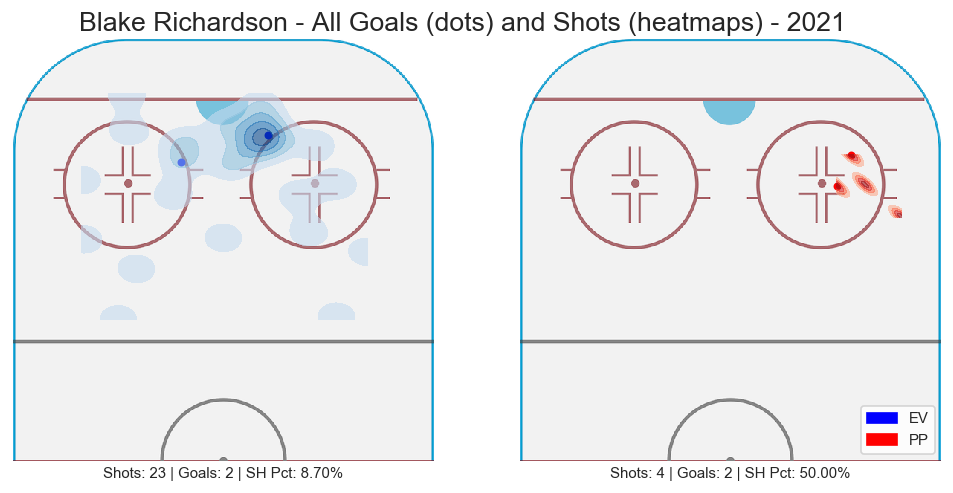 Blake Richardson - All Goals (dots) and Shots (heatmaps) - 2021
EV
PP
Shots: 23 | Goals: 2 | SH Pct: 8.70%
Shots: 4 | Goals: 2 | SH Pct: 50.00%